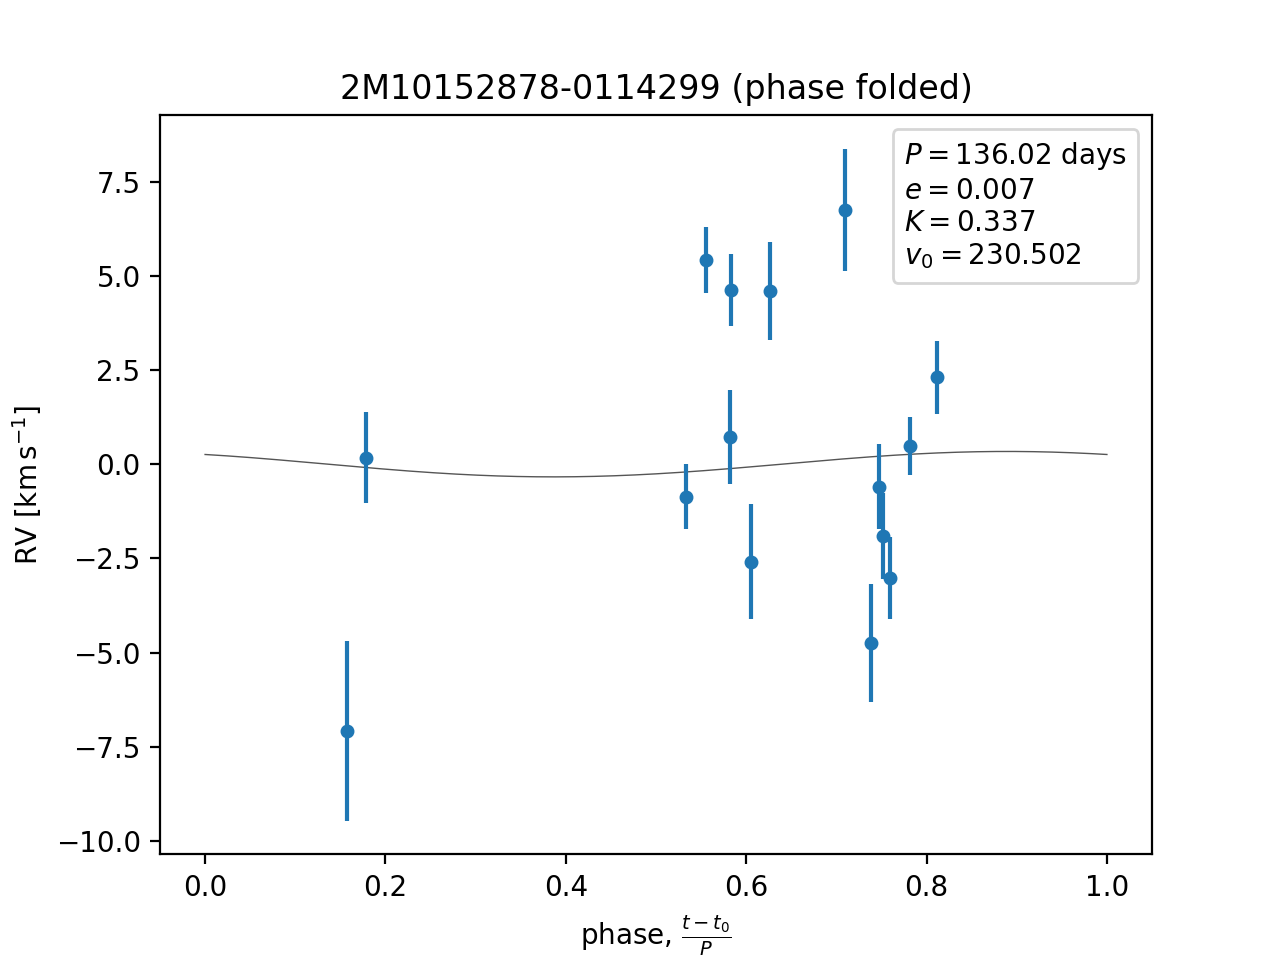 2M10152878-0114299 (phase folded)
P = 136.02 days
e = 0.007
K = 0.337
v₀ = 230.502
RV [km s⁻¹]
7.5
5.0
2.5
0.0
−2.5
−5.0
−7.5
−10.0
0.0 0.2 0.4 0.6 0.8 1.0
phase, (t − t₀)/P